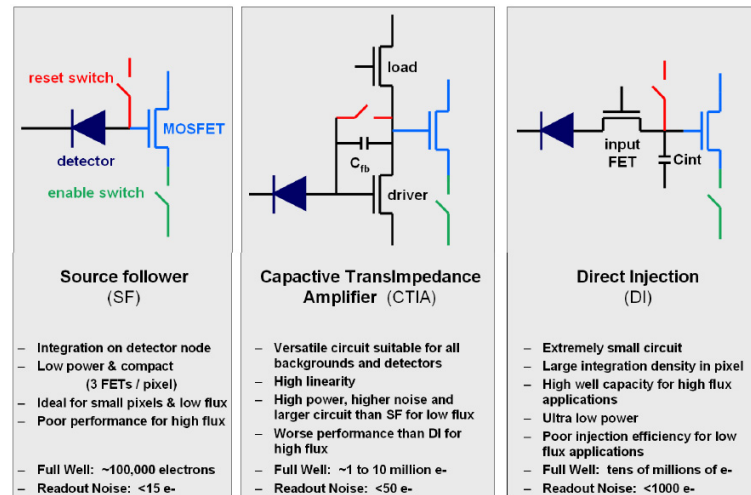 reset switch
MOSFET
detector
enable switch
Source follower
(SF)
– Integration on detector node
– Low power & compact
(3 FETs / pixel)
– Ideal for small pixels & low flux
– Poor performance for high flux
– Full Well: ~100,000 electrons
– Readout Noise: <15 e-
load
Cfb
driver
Capactive TransImpedance
Amplifier (CTIA)
– Versatile circuit suitable for all
backgrounds and detectors
– High linearity
– High power, higher noise and
larger circuit than SF for low flux
– Worse performance than DI for
high flux
– Full Well: ~1 to 10 million e-
– Readout Noise: <50 e-
input
FET
Cint
Direct Injection
(DI)
– Extremely small circuit
– Large integration density in pixel
– High well capacity for high flux
applications
– Ultra low power
– Poor injection efficiency for low
flux applications
– Full Well: tens of millions of e-
– Readout Noise: <1000 e-